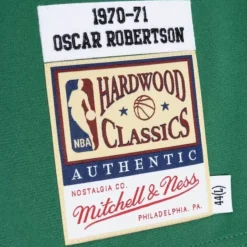 1970-71
OSCAR ROBERTSON
HARDWOOD
CLASSICS
NBA
AUTHENTIC
NOSTALGIA CO.
Mitchell & Ness
PHILADELPHIA, PA.
44(L)